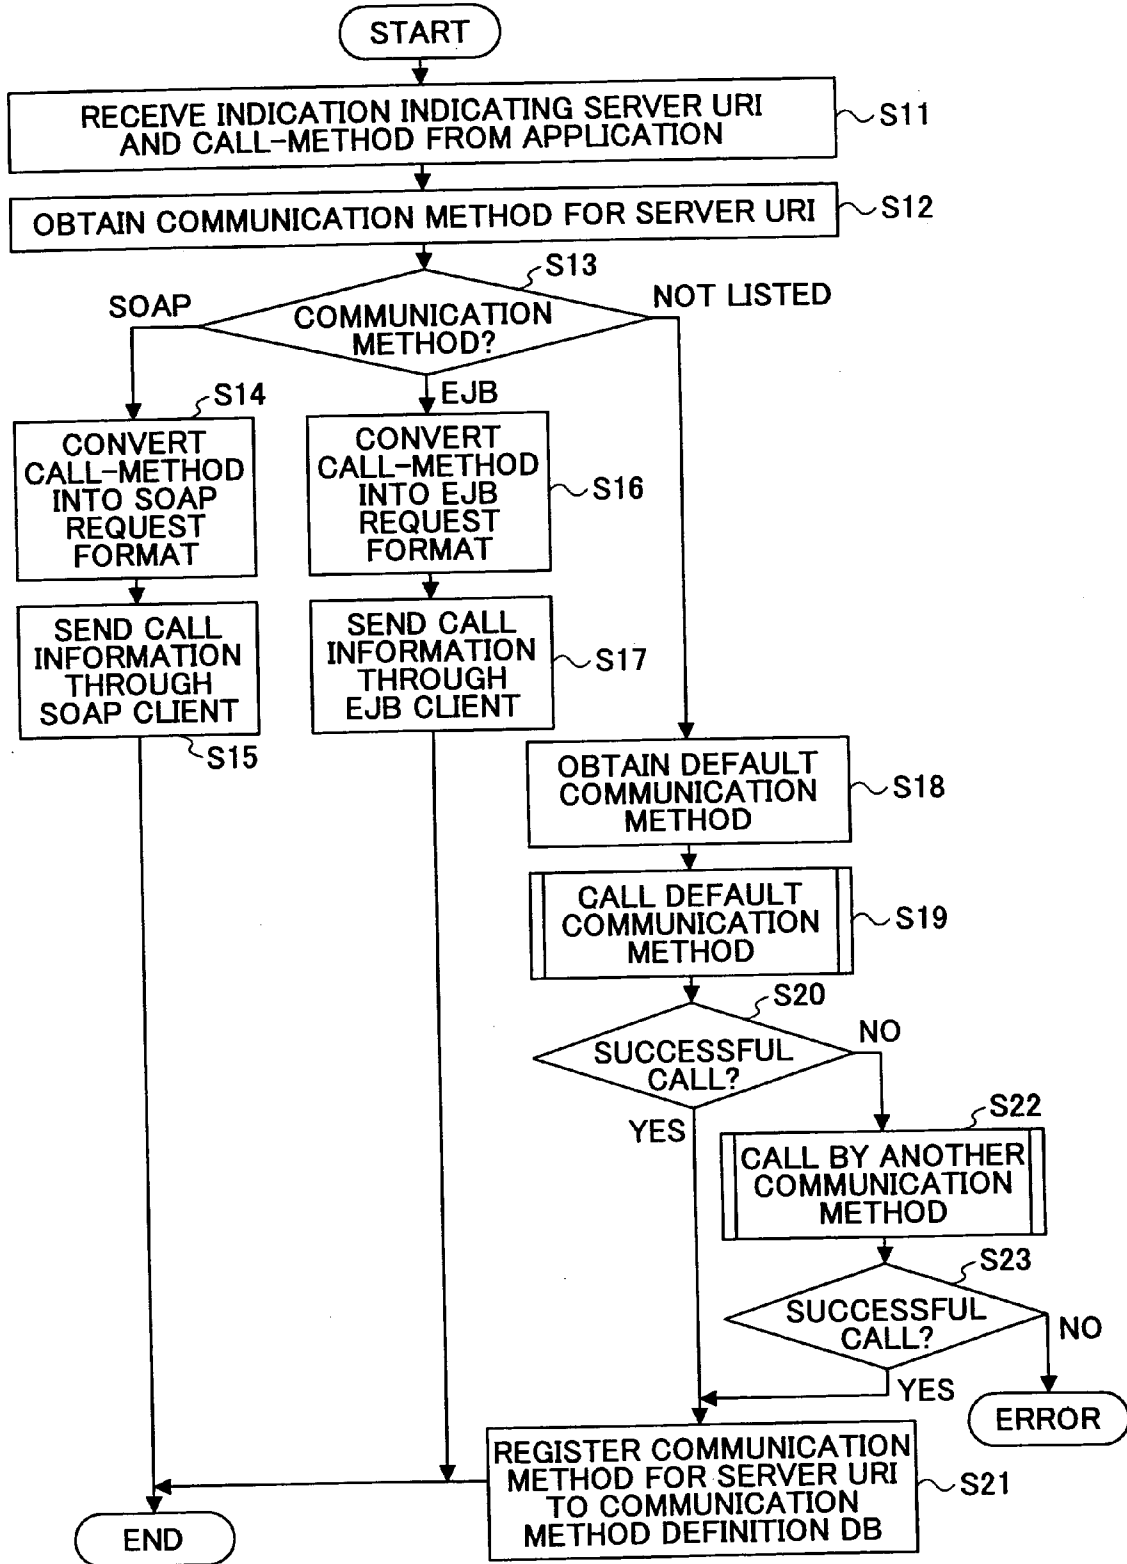 START
RECEIVE INDICATION INDICATING SERVER URI
AND CALL-METHOD FROM APPLICATION
S11
OBTAIN COMMUNICATION METHOD FOR SERVER URI
S12
S13
SOAP
NOT LISTED
COMMUNICATION
METHOD?
EJB
S14
CONVERT
CALL-METHOD
INTO SOAP
REQUEST
FORMAT
CONVERT
CALL-METHOD
INTO EJB
REQUEST
FORMAT
S16
SEND CALL
INFORMATION
THROUGH
SOAP CLIENT
S15
SEND CALL
INFORMATION
THROUGH
EJB CLIENT
S17
OBTAIN DEFAULT
COMMUNICATION
METHOD
S18
CALL DEFAULT
COMMUNICATION
METHOD
S19
S20
SUCCESSFUL
CALL?
NO
YES
S22
CALL BY ANOTHER
COMMUNICATION
METHOD
S23
SUCCESSFUL
CALL?
NO
YES
ERROR
REGISTER COMMUNICATION
METHOD FOR SERVER URI
TO COMMUNICATION
METHOD DEFINITION DB
S21
END